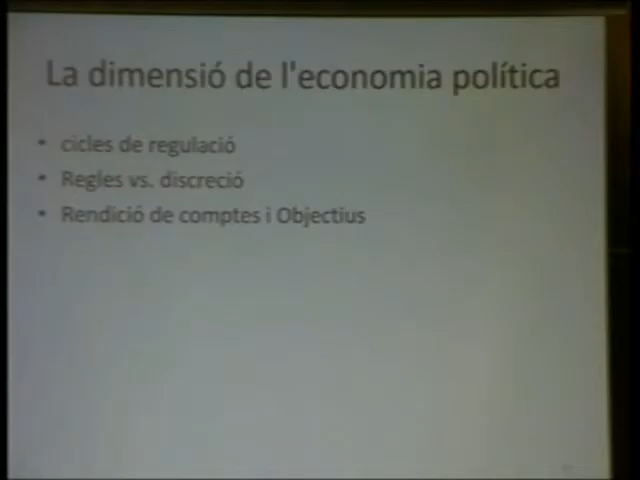 La dimensió de l'economia política
• cicles de regulació
• Regles vs. discreció
• Rendició de comptes i Objectius